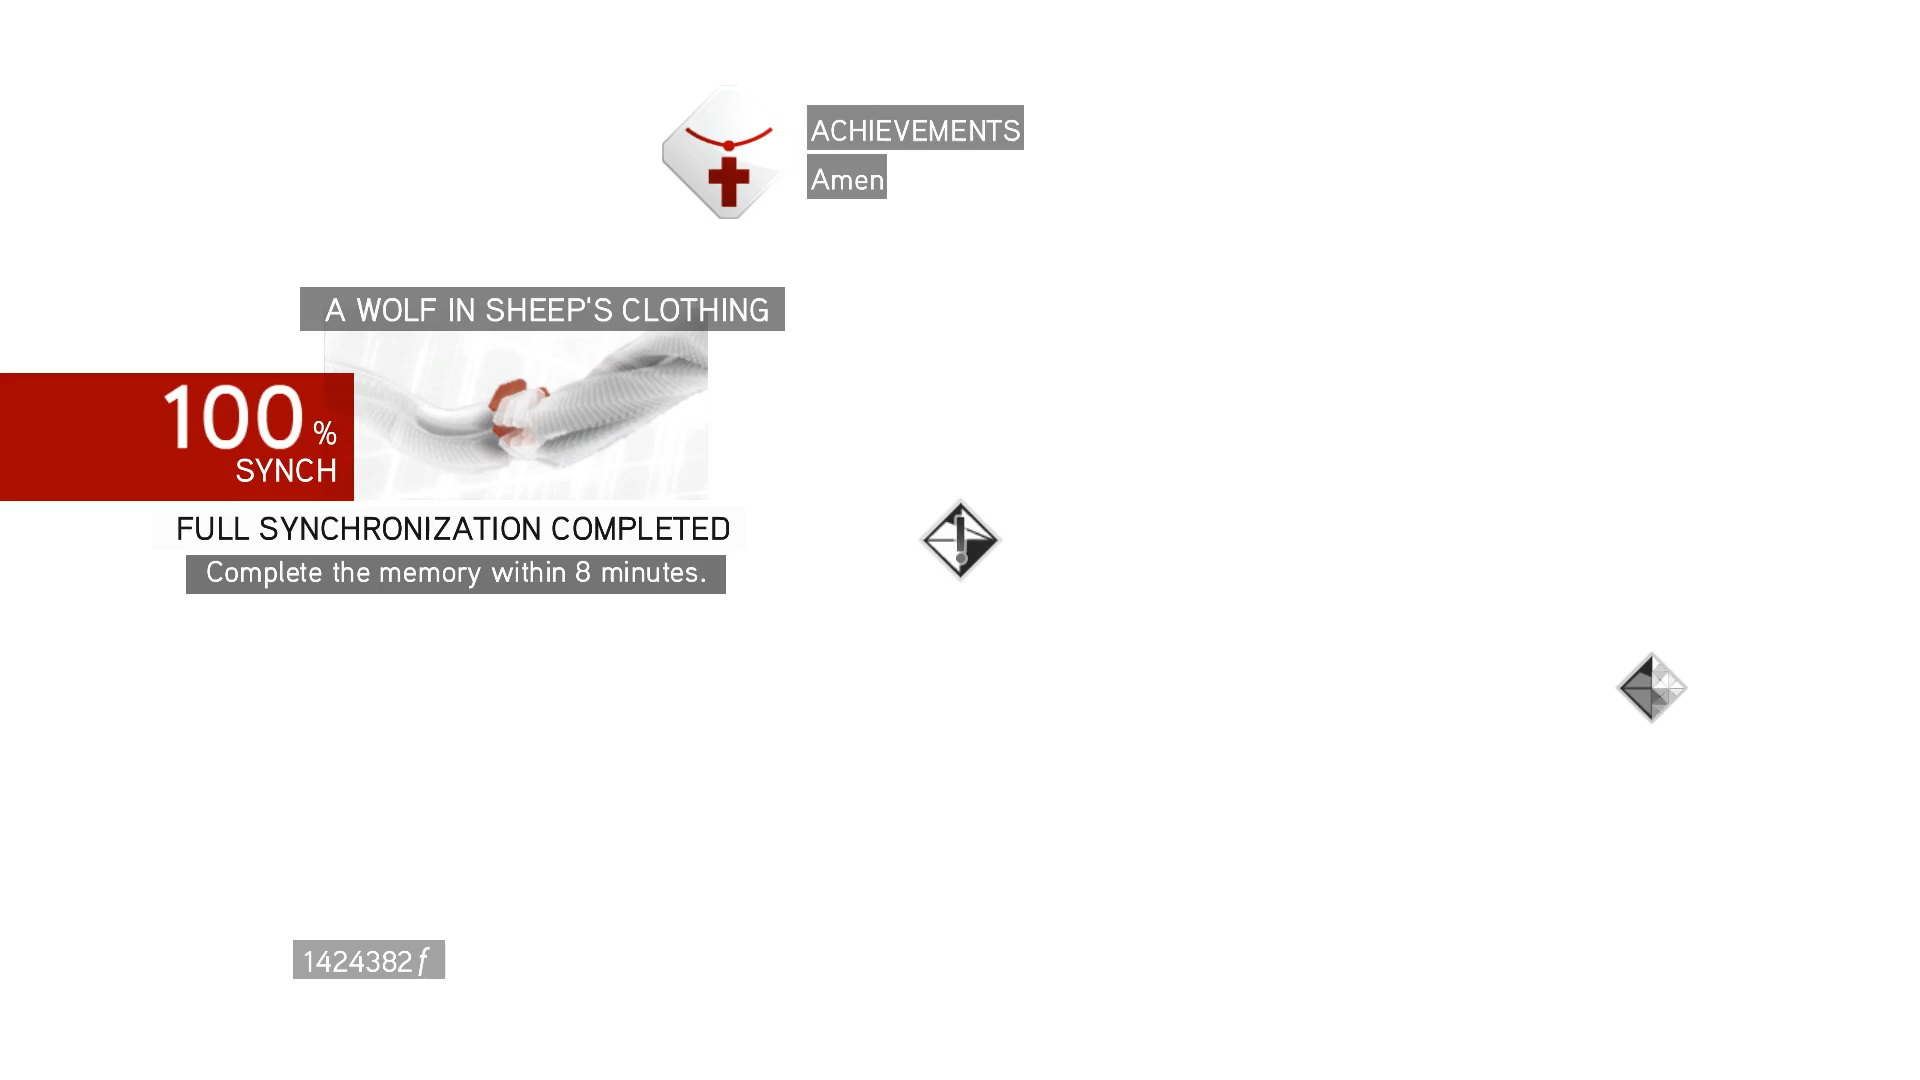 ACHIEVEMENTS
Amen
A WOLF IN SHEEP'S CLOTHING
100 %
SYNCH
FULL SYNCHRONIZATION COMPLETED
Complete the memory within 8 minutes.
1424382 ƒ